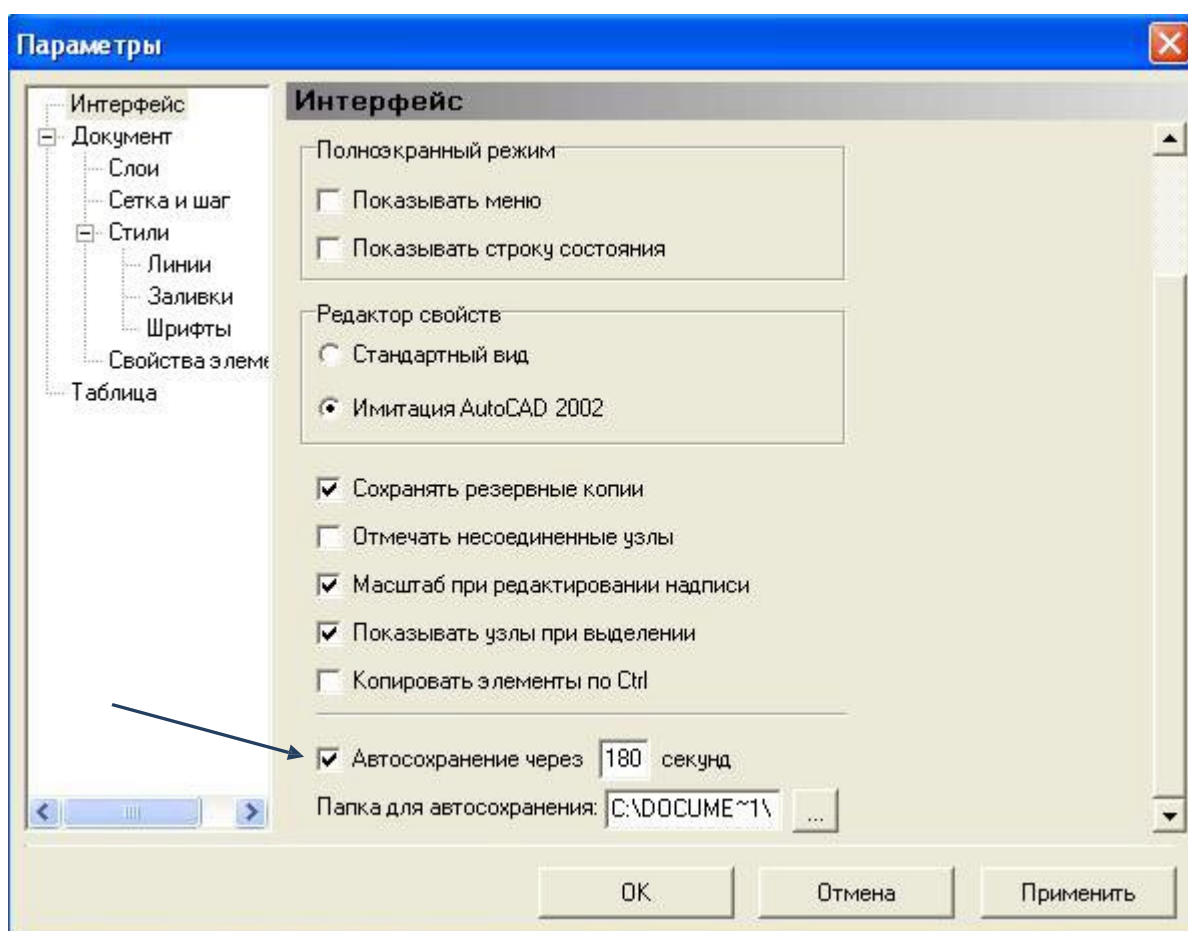 Параметры
Интерфейс
Документ
Слои
Сетка и шаг
Стили
Линии
Заливки
Шрифты
Свойства элеме
Таблица
Интерфейс
Полноэкранный режим
Показывать меню
Показывать строку состояния
Редактор свойств
Стандартный вид
Имитация AutoCAD 2002
Сохранять резервные копии
Отмечать несоединенные узлы
Масштаб при редактировании надписи
Показывать узлы при выделении
Копировать элементы по Ctrl
Автосохранение через 180 секунд
Папка для автосохранения: C:\DOCUME~1\ ...
OK Отмена Применить